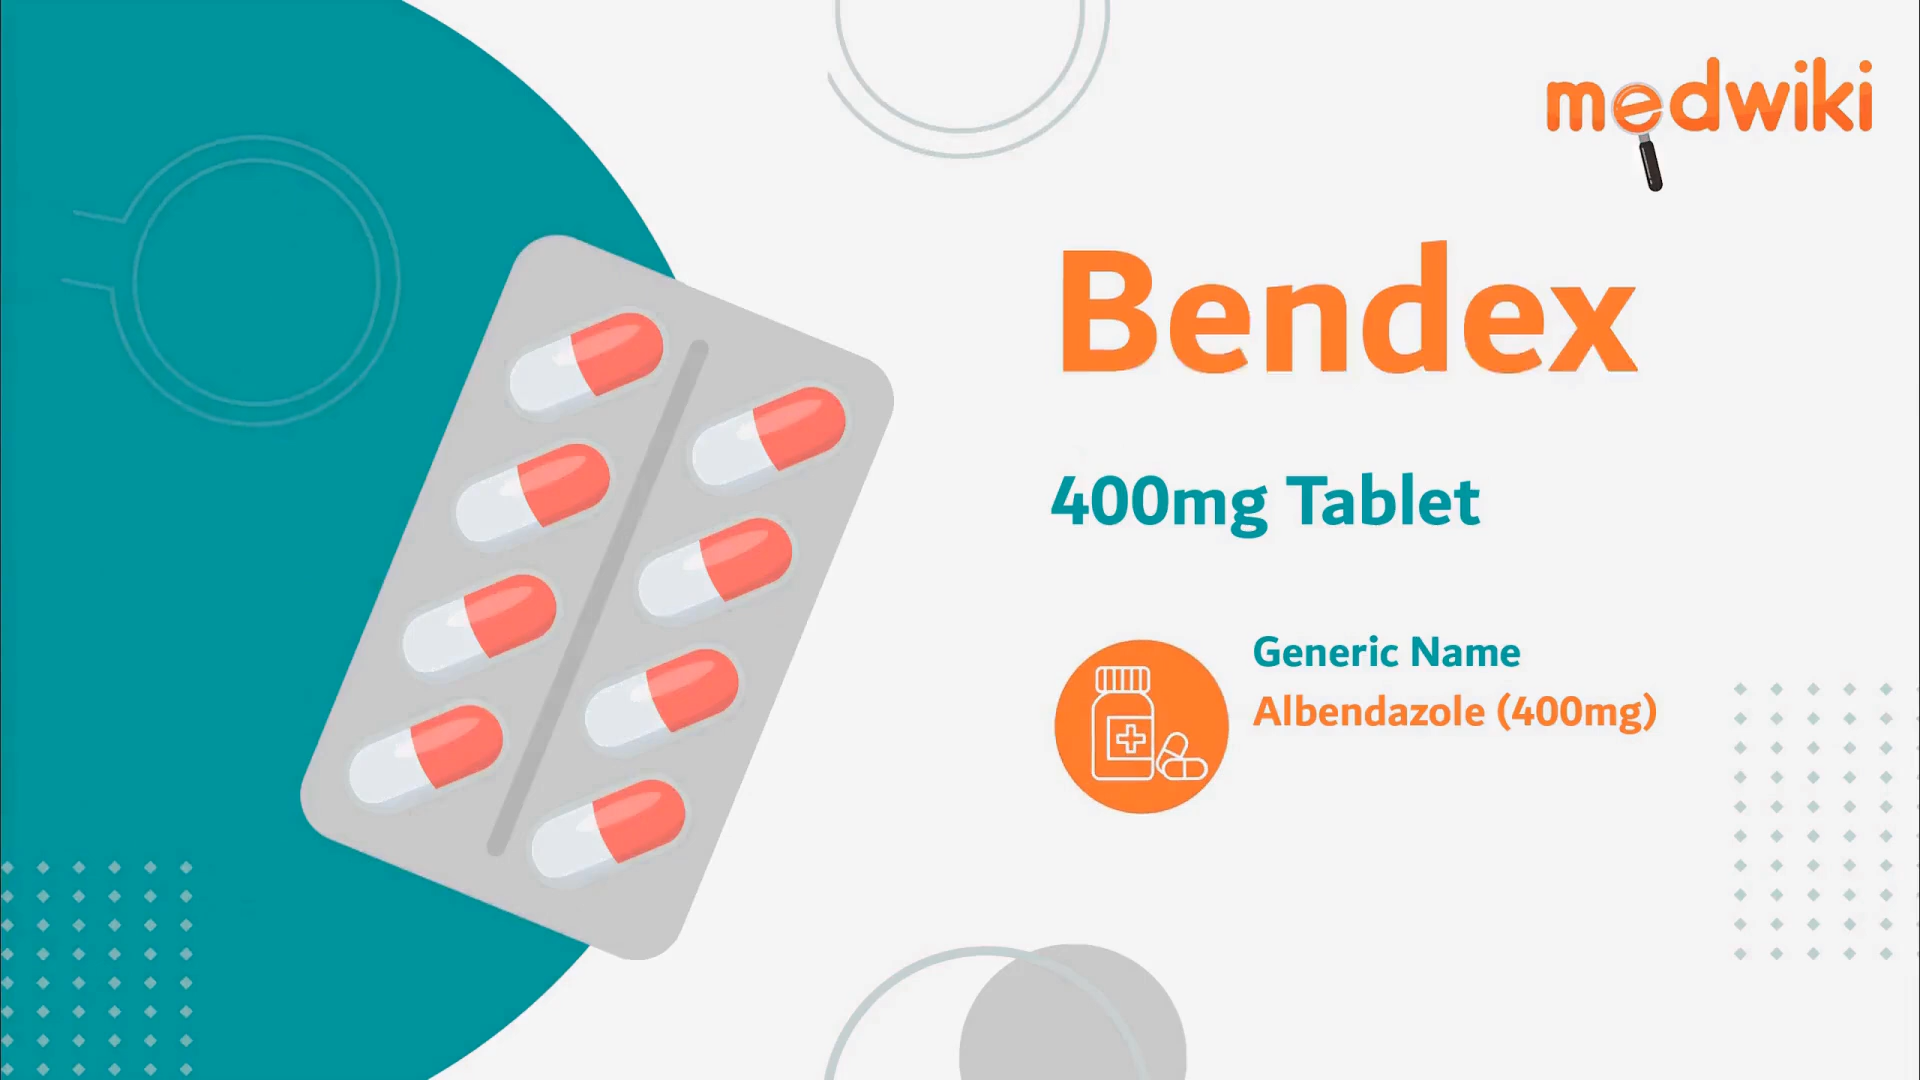 medwiki
Bendex
400mg Tablet
Generic Name
Albendazole (400mg)